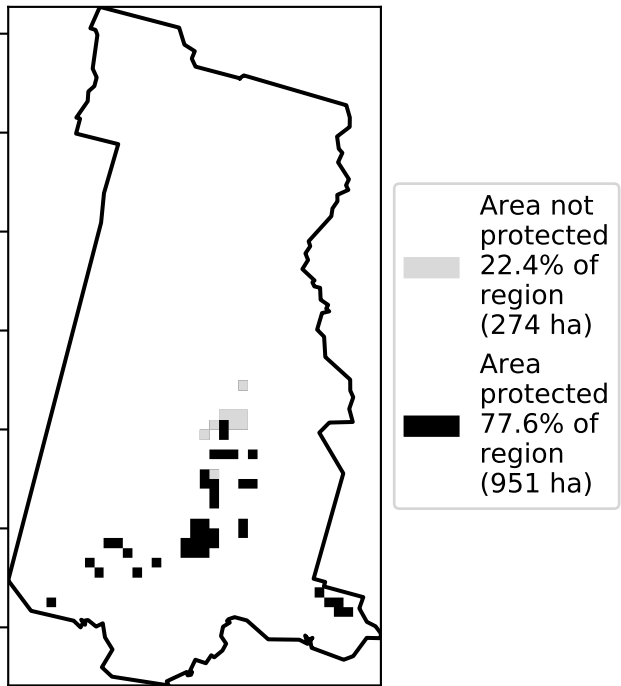 Area not
protected
22.4% of
region
(274 ha)
Area
protected
77.6% of
region
(951 ha)